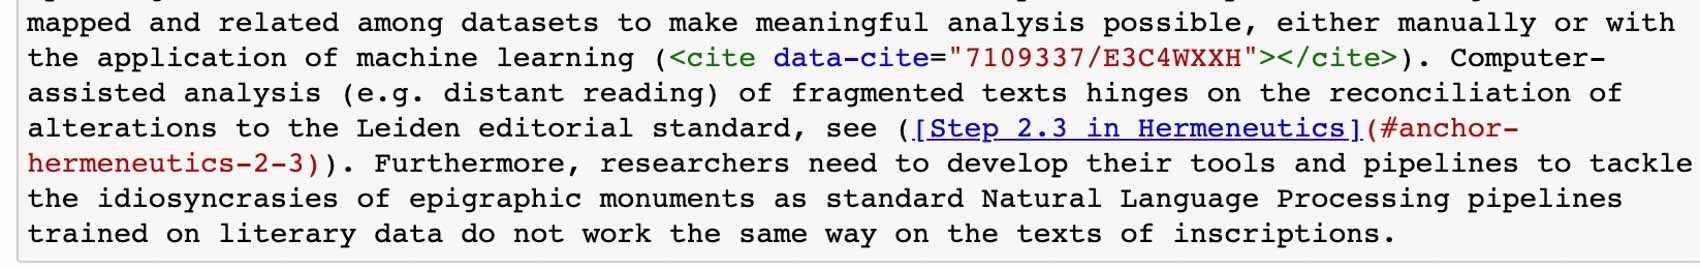 mapped and related among datasets to make meaningful analysis possible, either manually or with
the application of machine learning (<cite data-cite="7109337/E3C4WXXH"></cite>). Computer-
assisted analysis (e.g. distant reading) of fragmented texts hinges on the reconciliation of
alterations to the Leiden editorial standard, see ([Step 2.3 in Hermeneutics](#anchor-
hermeneutics-2-3)). Furthermore, researchers need to develop their tools and pipelines to tackle
the idiosyncrasies of epigraphic monuments as standard Natural Language Processing pipelines
trained on literary data do not work the same way on the texts of inscriptions.